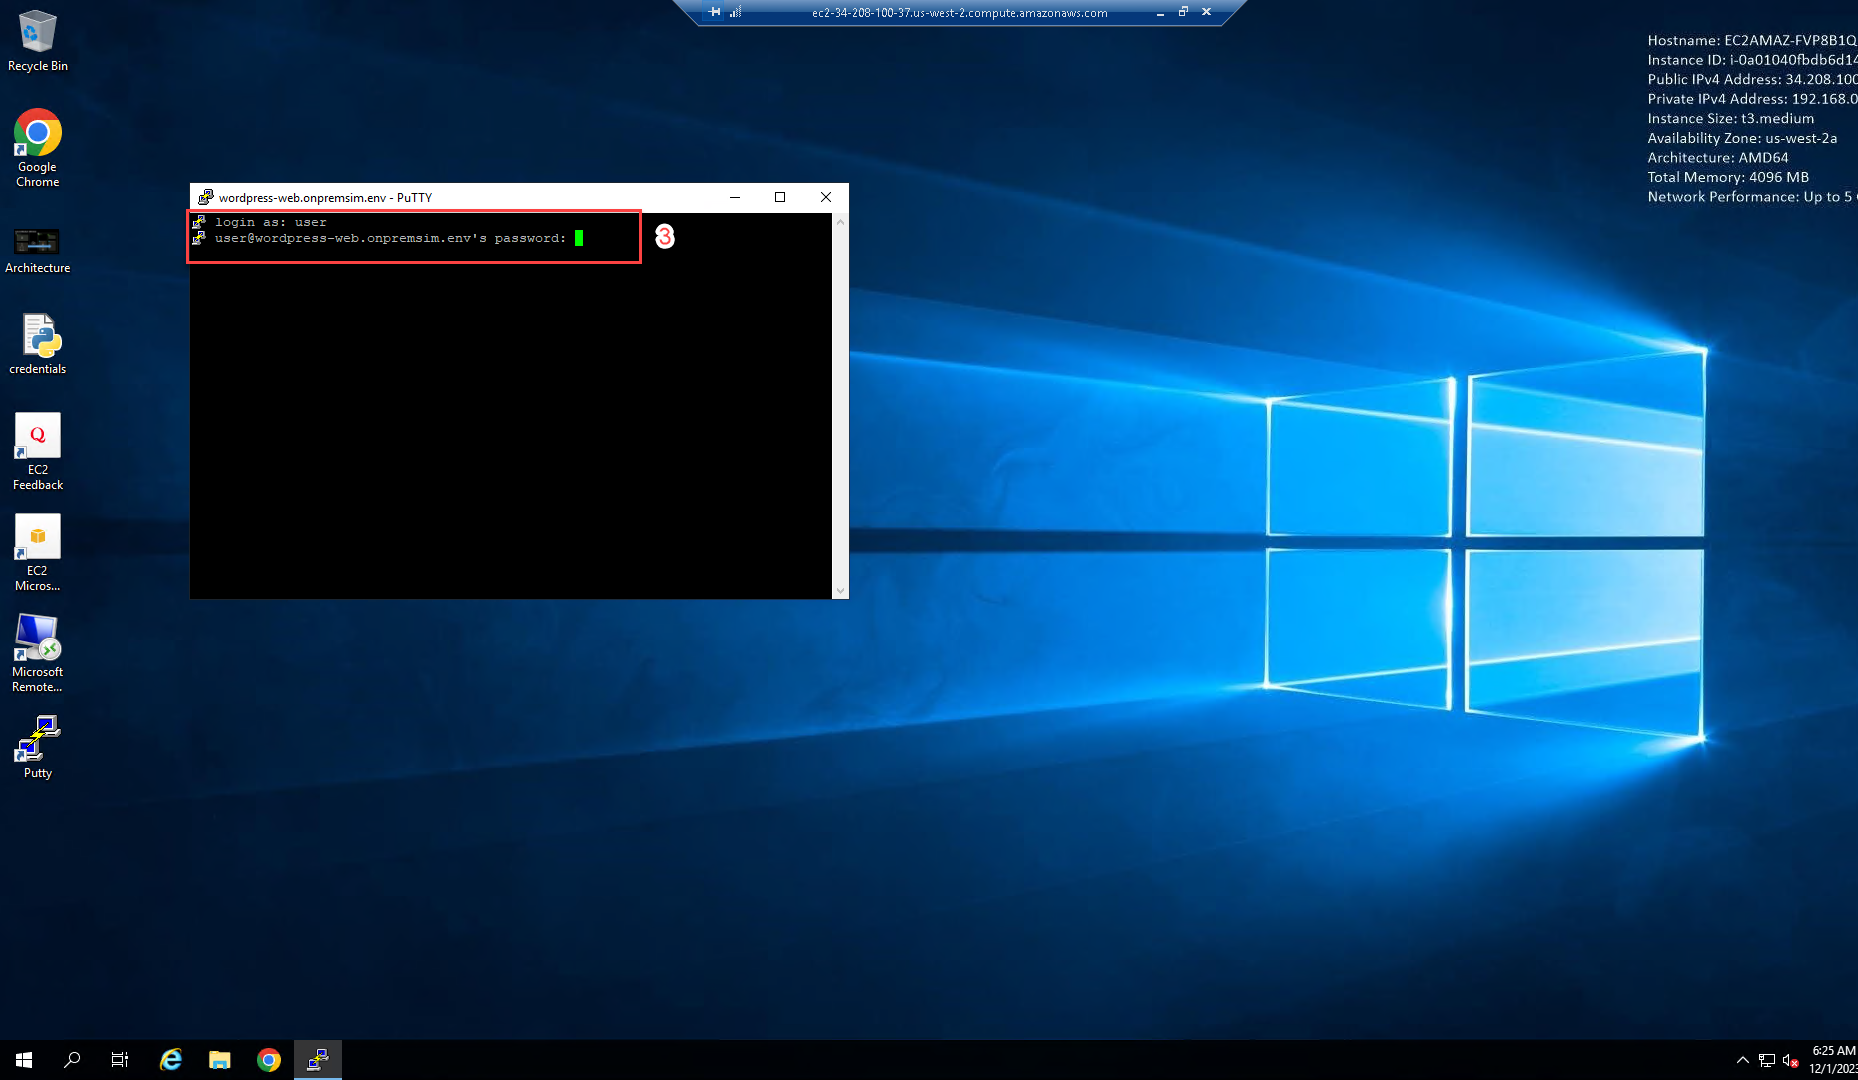 ec2-34-208-100-37.us-west-2.compute.amazonaws.com
Hostname: EC2AMAZ-FVP8B1Q
Instance ID: i-0a01040fbdb6d14
Public IPv4 Address: 34.208.100
Private IPv4 Address: 192.168.0
Instance Size: t3.medium
Availability Zone: us-west-2a
Architecture: AMD64
Total Memory: 4096 MB
Network Performance: Up to 5
Recycle Bin
Google
Chrome
Architecture
credentials
EC2
Feedback
EC2
Micros...
Microsoft
Remote...
Putty
wordpress-web.onpremsim.env - PuTTY
login as: user
user@wordpress-web.onpremsim.env's password:
3
6:25 AM
12/1/2023